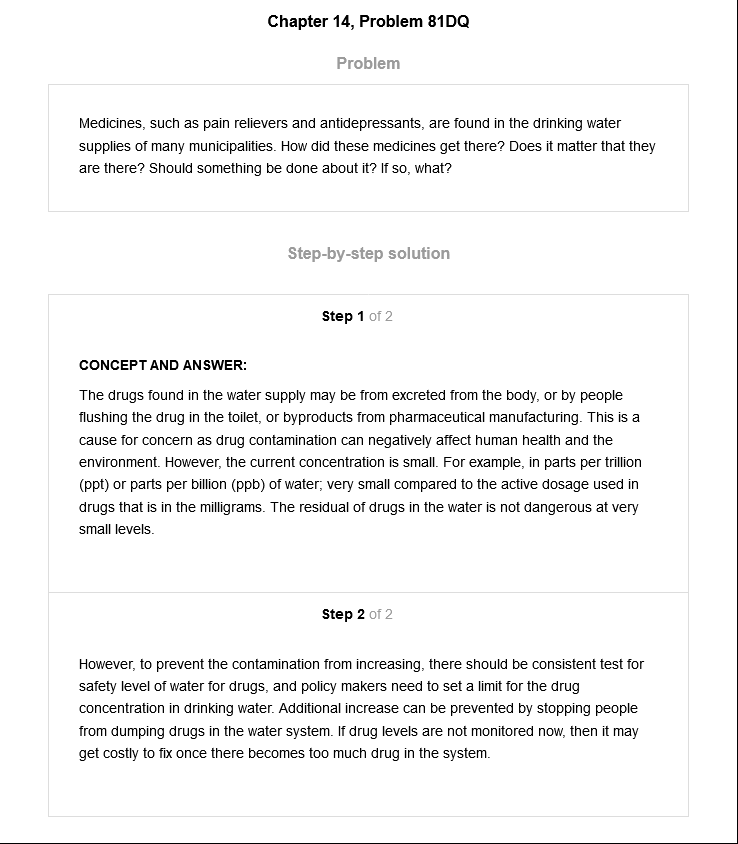 Chapter 14, Problem 81DQ
Problem
Medicines, such as pain relievers and antidepressants, are found in the drinking water
supplies of many municipalities. How did these medicines get there? Does it matter that they
are there? Should something be done about it? If so, what?
Step-by-step solution
Step 1 of 2
CONCEPT AND ANSWER:
The drugs found in the water supply may be from excreted from the body, or by people
flushing the drug in the toilet, or byproducts from pharmaceutical manufacturing. This is a
cause for concern as drug contamination can negatively affect human health and the
environment. However, the current concentration is small. For example, in parts per trillion
(ppt) or parts per billion (ppb) of water; very small compared to the active dosage used in
drugs that is in the milligrams. The residual of drugs in the water is not dangerous at very
small levels.
Step 2 of 2
However, to prevent the contamination from increasing, there should be consistent test for
safety level of water for drugs, and policy makers need to set a limit for the drug
concentration in drinking water. Additional increase can be prevented by stopping people
from dumping drugs in the water system. If drug levels are not monitored now, then it may
get costly to fix once there becomes too much drug in the system.